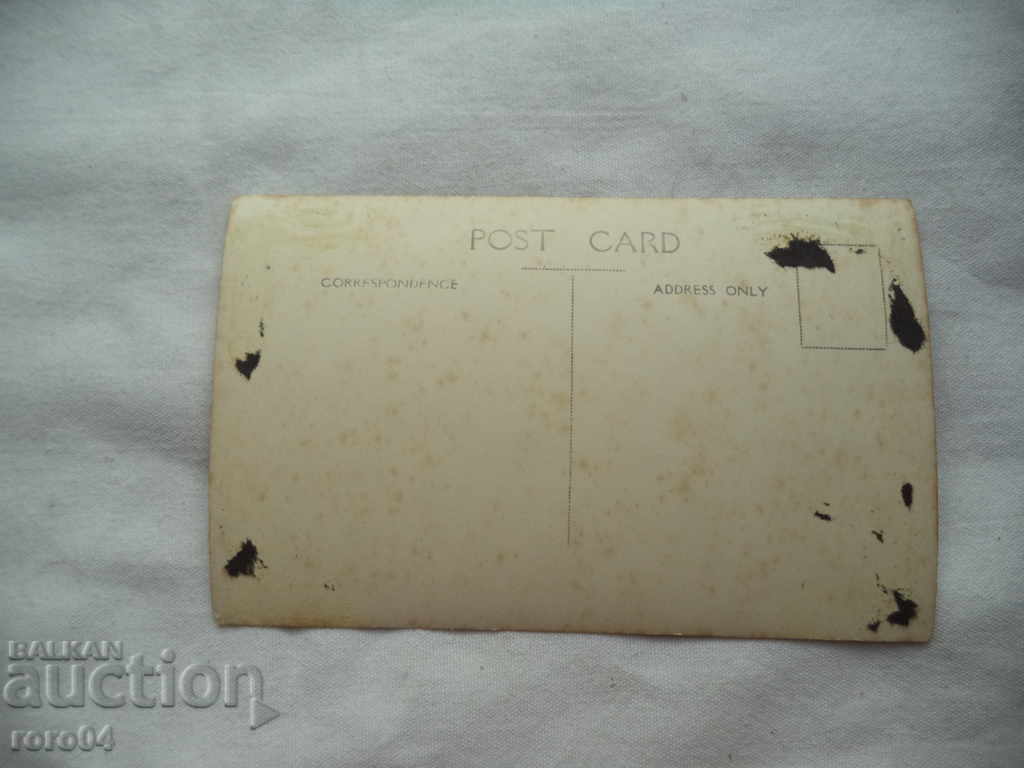 POST CARD
CORRESPONDENCE
ADDRESS ONLY
BALKAN
auction
roro04